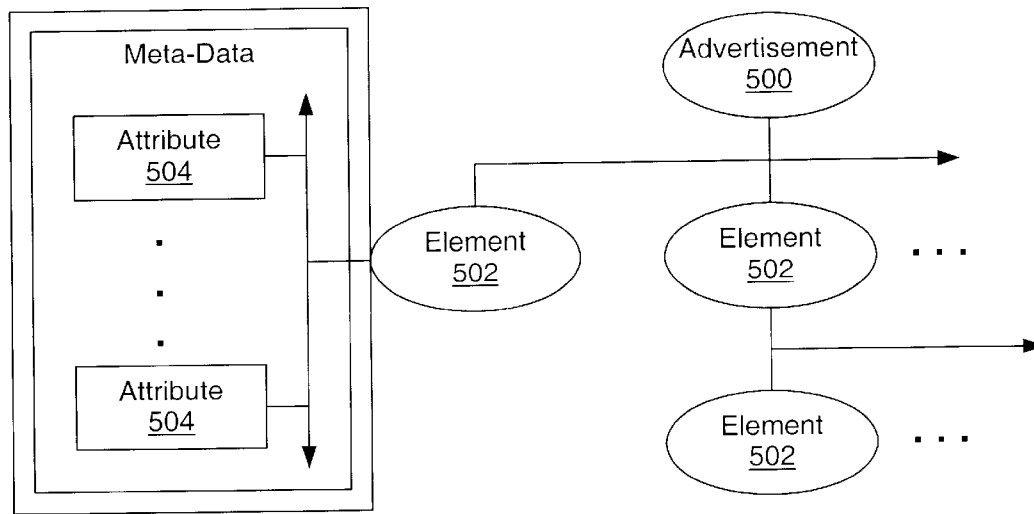 Meta-Data
Attribute
504
Attribute
504
Advertisement
500
Element
502
Element
502
Element
502